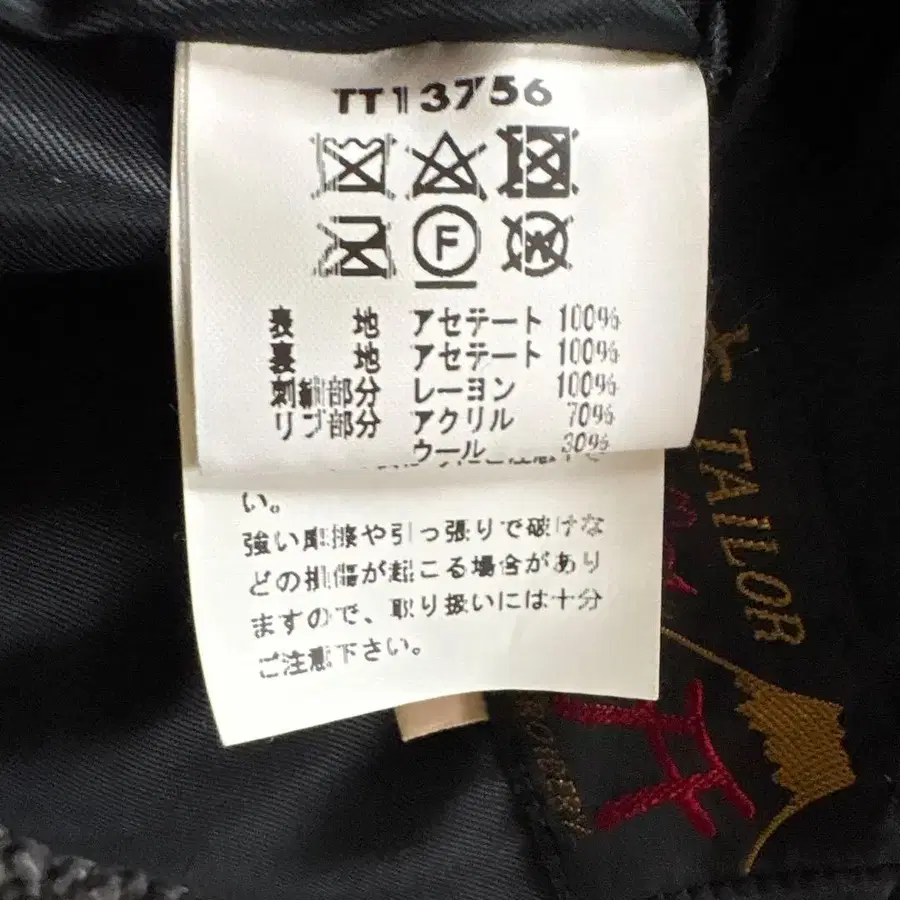 TT13756
F
表 地 アセテート 100%
裏 地 アセテート 100%
刺繍部分 レーヨン 100%
リブ部分 アクリル 70%
ウール 30%
い。
強い摩擦や引っ張りで破けな
どの損傷が起こる場合があり
ますので、取り扱いには十分
ご注意下さい。
TAILOR